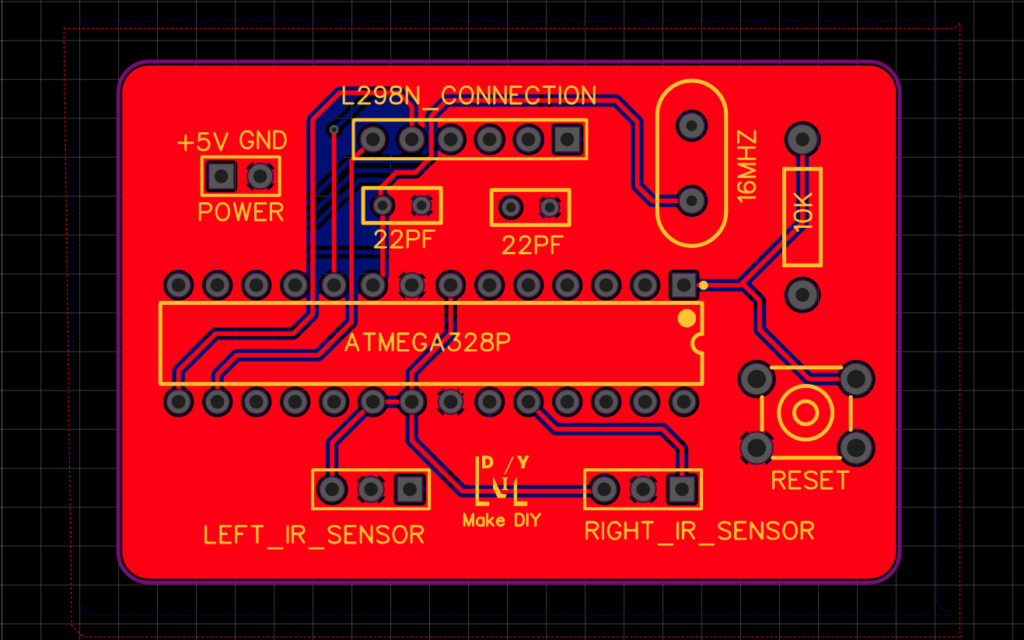 L298N_CONNECTION
+5V GND
POWER
22PF
22PF
16MHZ
10K
ATMEGA328P
RESET
D/Y
Make DIY
LEFT_IR_SENSOR
RIGHT_IR_SENSOR